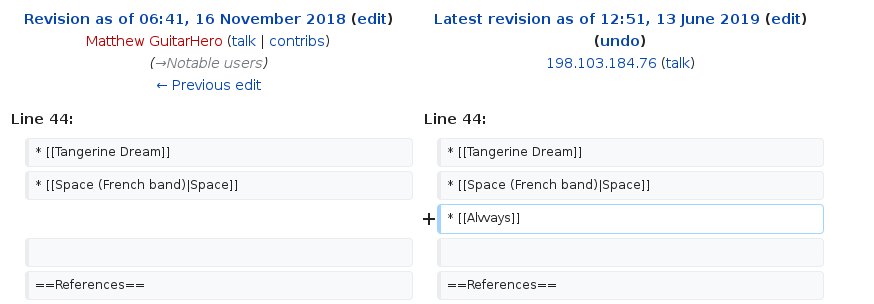 Revision as of 06:41, 16 November 2018 (edit)
Matthew GuitarHero (talk | contribs)
(→Notable users)
← Previous edit
Latest revision as of 12:51, 13 June 2019 (edit)
(undo)
198.103.184.76 (talk)
Line 44:
Line 44:
* [[Tangerine Dream]]
* [[Tangerine Dream]]
* [[Space (French band)|Space]]
* [[Space (French band)|Space]]
+ * [[Alvvays]]
==References==
==References==